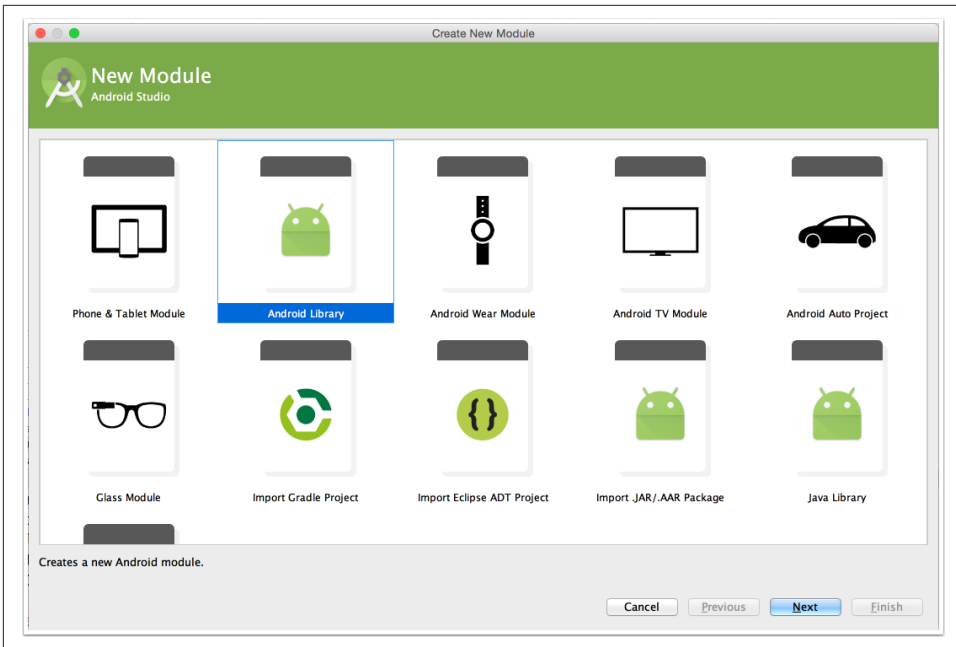 Create New Module
New Module
Android Studio
Phone & Tablet Module
Android Library
Android Wear Module
Android TV Module
Android Auto Project
{}
Glass Module
Import Gradle Project
Import Eclipse ADT Project
Import .JAR/.AAR Package
Java Library
Creates a new Android module.
Cancel
Previous
Next
Finish